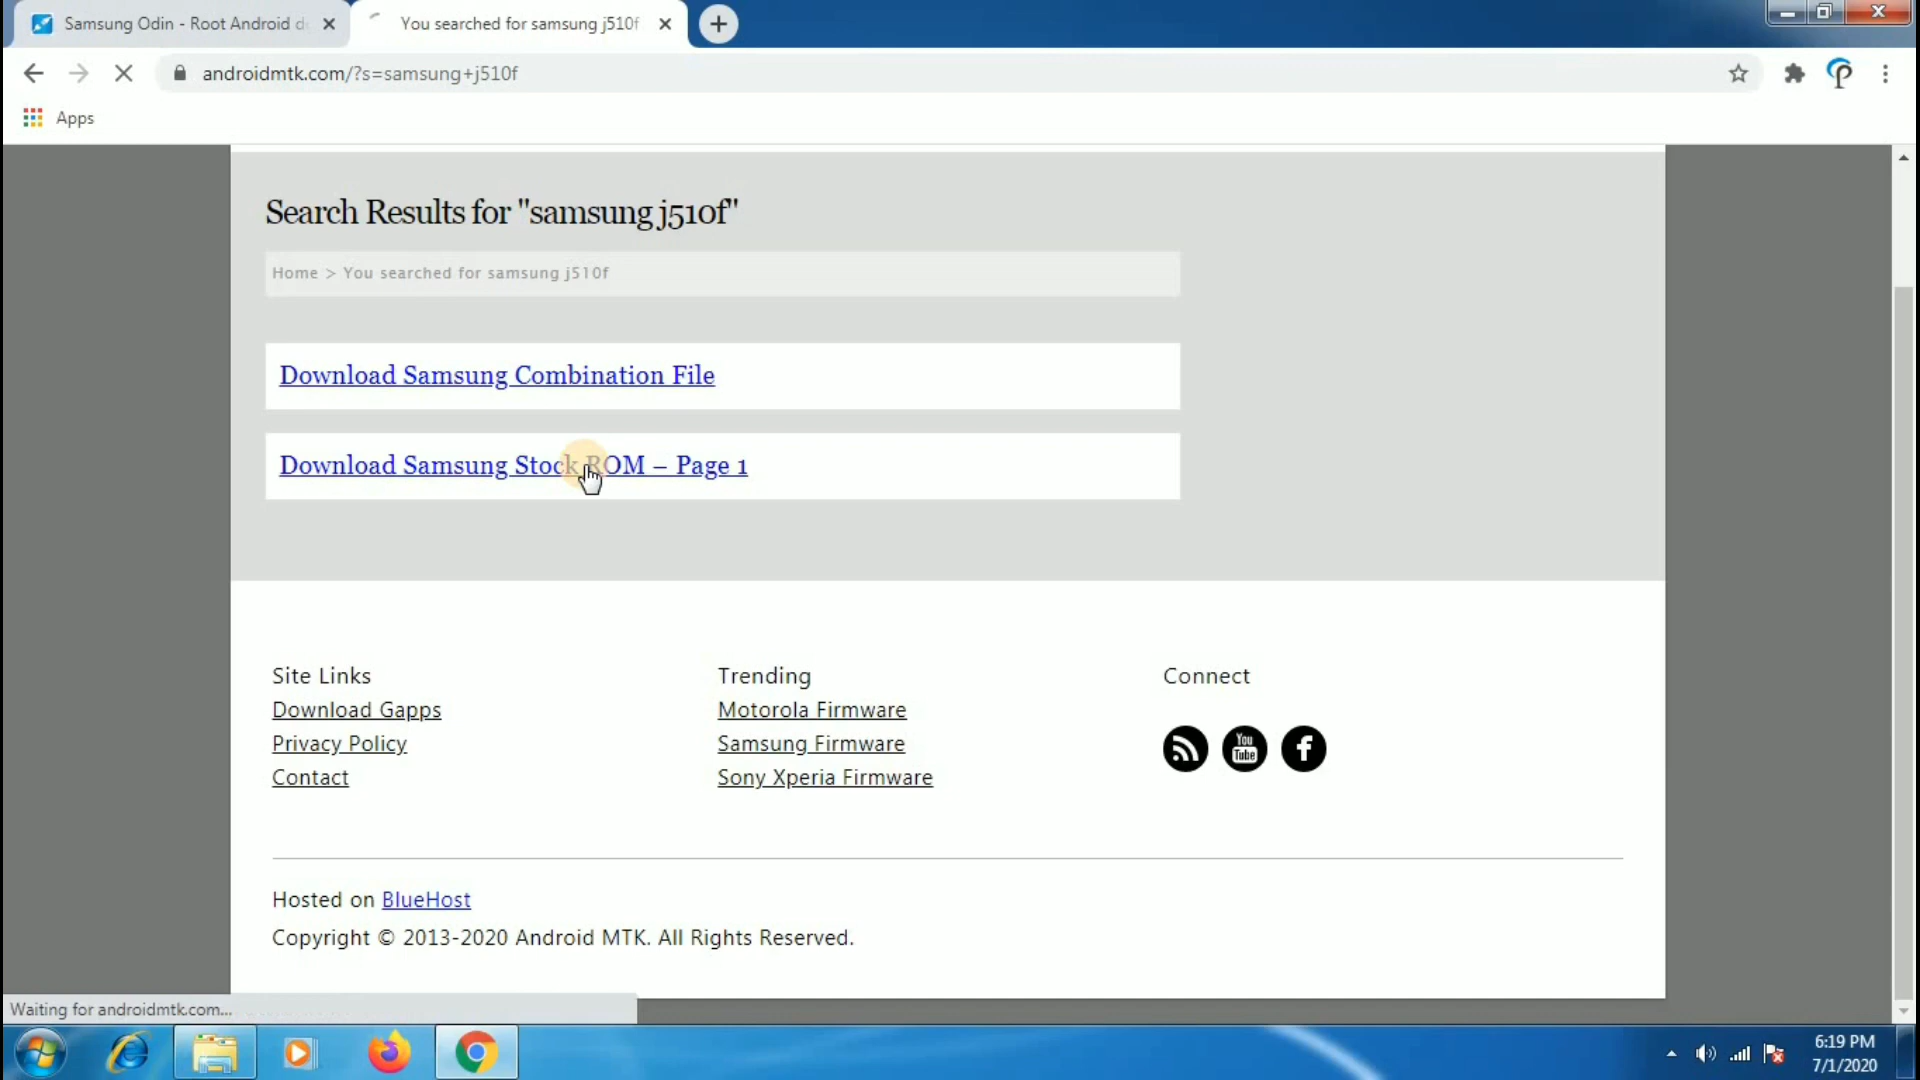 Samsung Odin - Root Android d
You searched for samsung j510f
androidmtk.com/?s=samsung+j510f
Apps
Search Results for "samsung j510f"
Home > You searched for samsung j510f
Download Samsung Combination File
Download Samsung Stock ROM – Page 1
Site Links
Download Gapps
Privacy Policy
Contact
Trending
Motorola Firmware
Samsung Firmware
Sony Xperia Firmware
Connect
You
Tube
Hosted on BlueHost
Copyright © 2013-2020 Android MTK. All Rights Reserved.
Waiting for androidmtk.com...
6:19 PM
7/1/2020